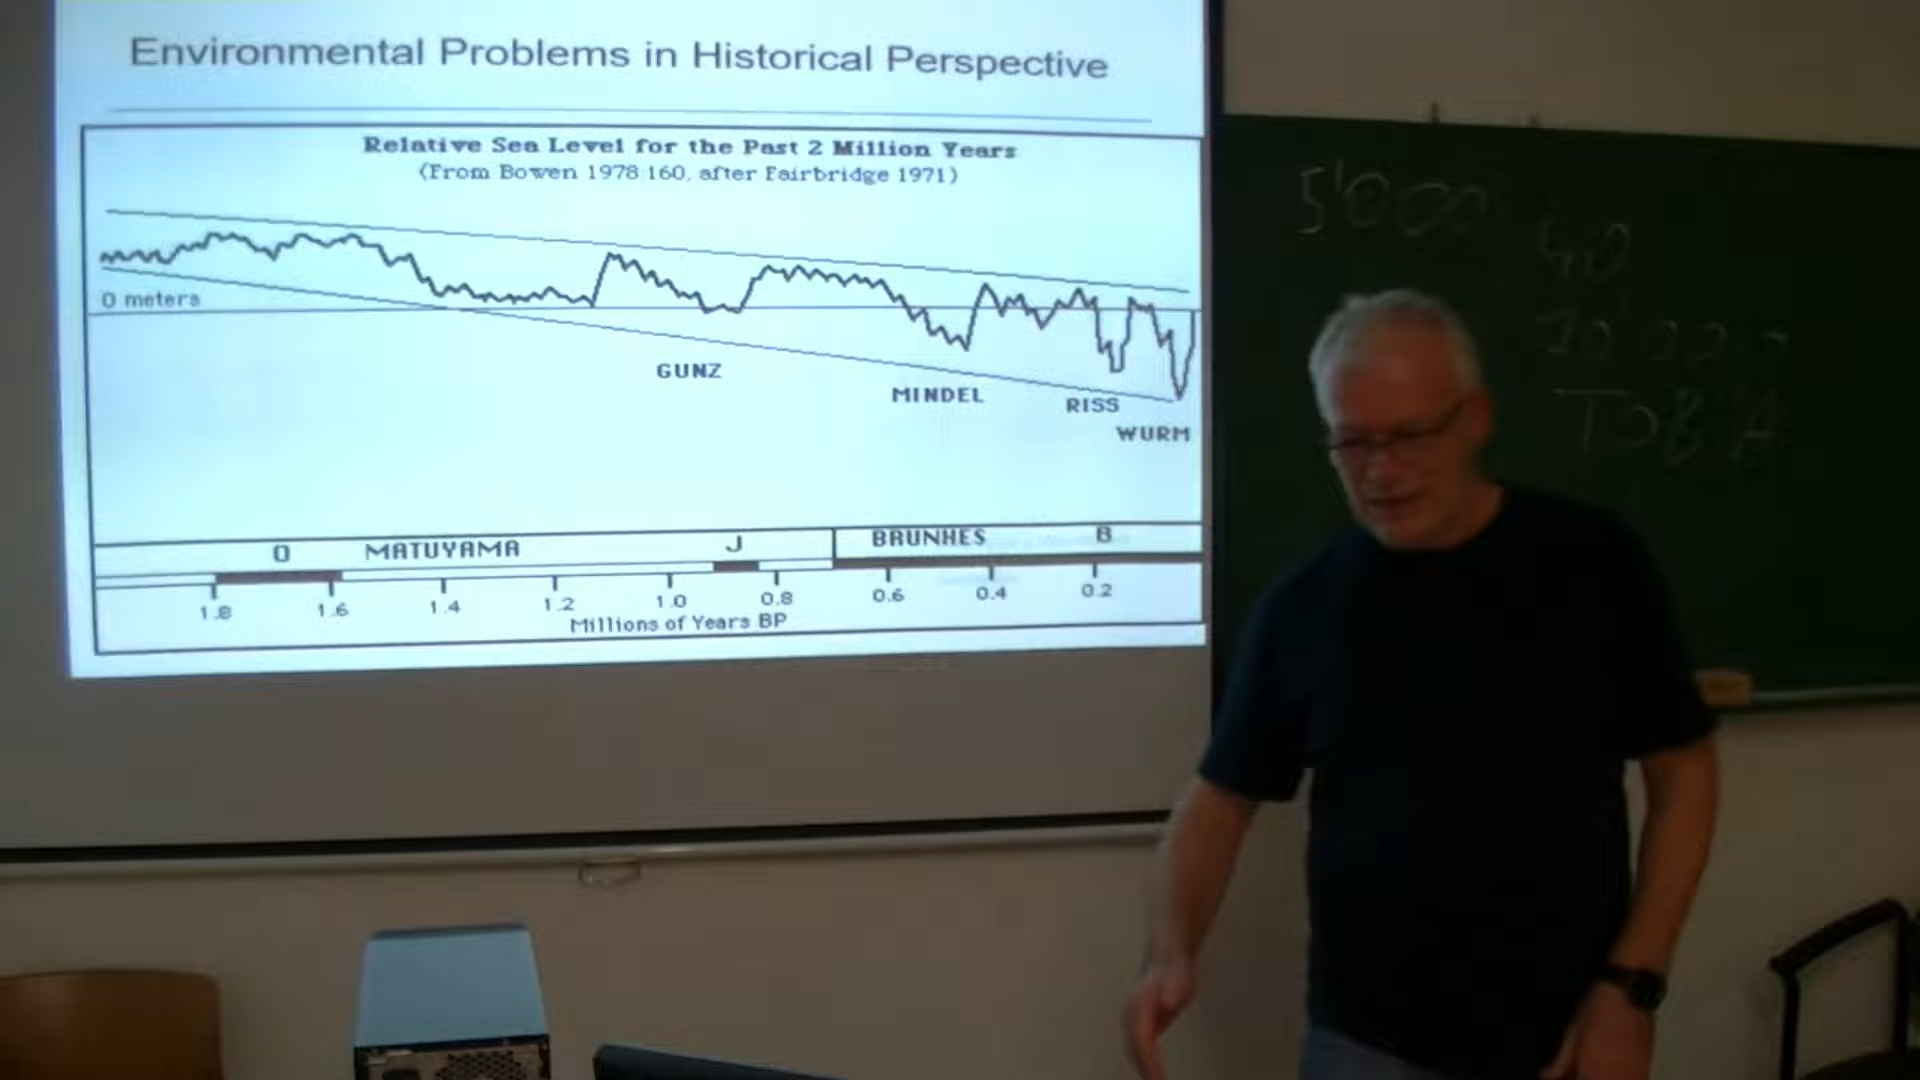 Environmental Problems in Historical Perspective
Relative Sea Level for the Past 2 Million Years
(From Bowen 1978:160, after Fairbridge 1971)
0 meters
GUNZ
MINDEL
RISS
WURM
O MATUYAMA J BRUNHES B
1.8 1.6 1.4 1.2 1.0 0.8 0.6 0.4 0.2
Millions of Years BP
5'000
TOBA